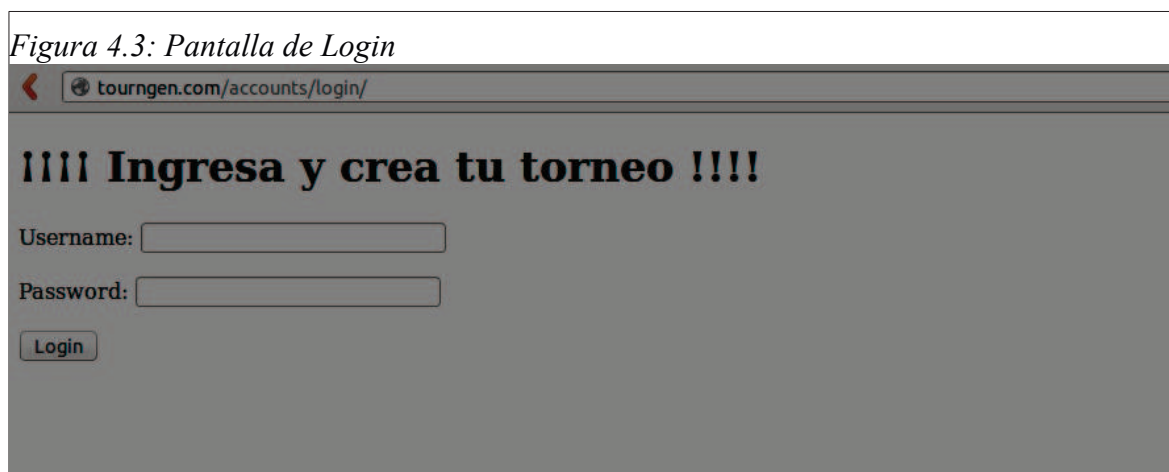 Figura 4.3: Pantalla de Login
tourngen.com/accounts/login/
¡¡¡¡ Ingresa y crea tu torneo !!!!
Username:
Password:
Login